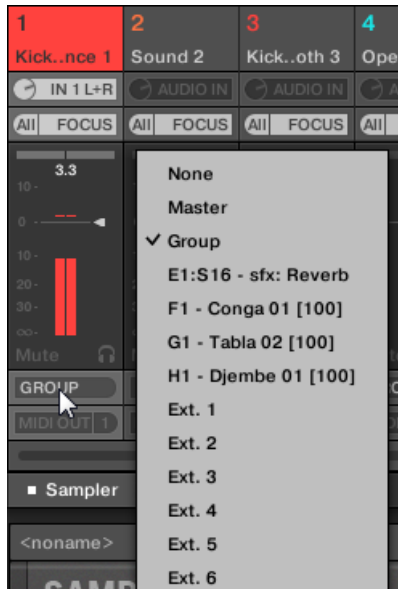 1 2 3 4
Kick..nce 1 Sound 2 Kick..oth 3 Ope
IN 1 L+R AUDIO IN AUDIO IN
All FOCUS All FOCUS All FOCUS All
3.3
10 -
0 -
10 -
20 -
30 -
∞-
Mute
GROUP
MIDI OUT 1
■ Sampler
<noname>
None
Master
✓ Group
E1:S16 - sfx: Reverb
F1 - Conga 01 [100]
G1 - Tabla 02 [100]
H1 - Djembe 01 [100]
Ext. 1
Ext. 2
Ext. 3
Ext. 4
Ext. 5
Ext. 6